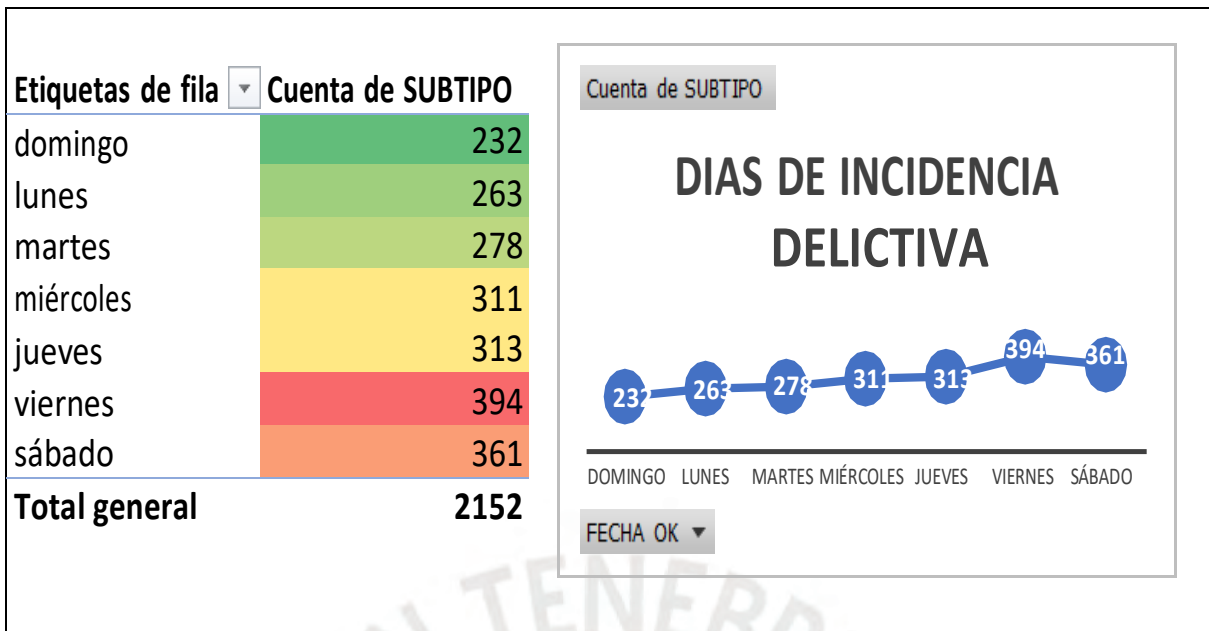 Etiquetas de fila Cuenta de SUBTIPO
domingo 232
lunes 263
martes 278
miércoles 311
jueves 313
viernes 394
sábado 361
Total general 2152
Cuenta de SUBTIPO
DIAS DE INCIDENCIA
DELICTIVA
232 263 278 311 313 394 361
DOMINGO LUNES MARTES MIÉRCOLES JUEVES VIERNES SÁBADO
FECHA OK